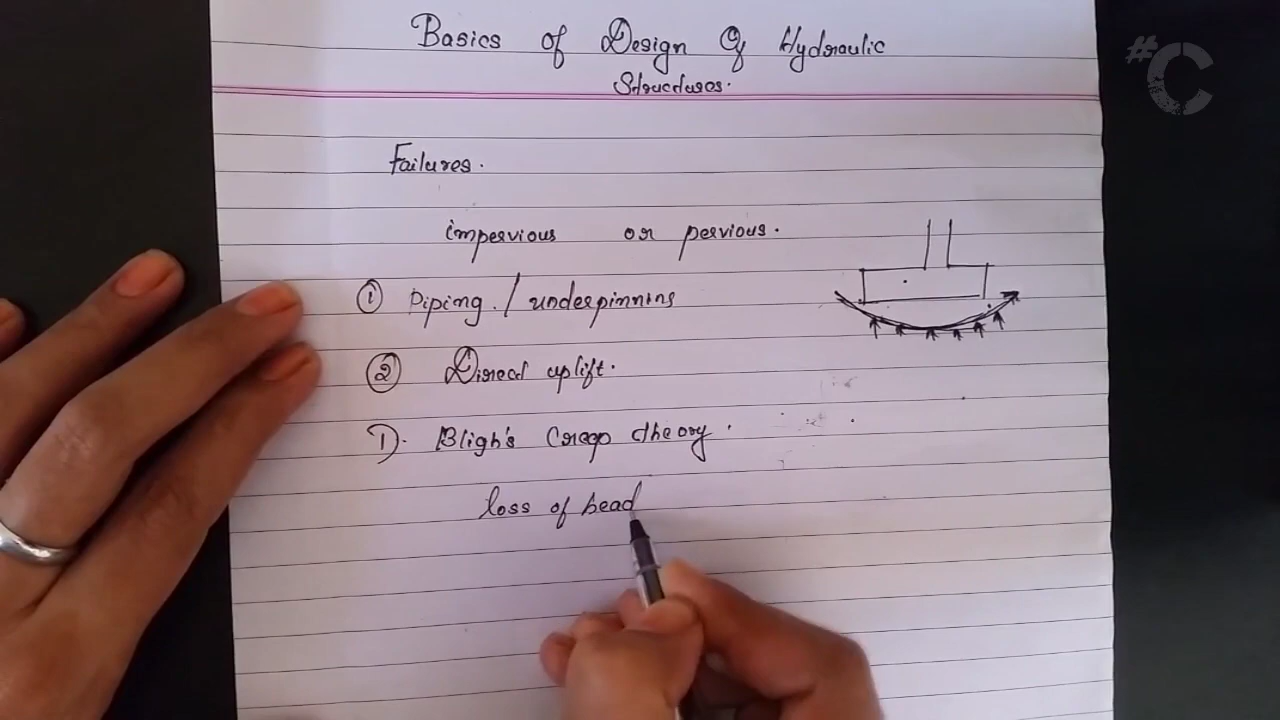 Basics of Design Of Hydraulic
Structures.
#C
Failures.
impervious or pervious.
① Piping / underpinning
② Direct uplift.
1). Bligh's Creep theory.
loss of head